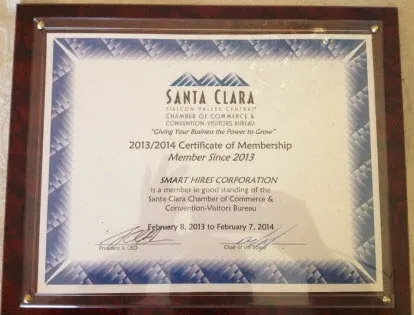 SANTA CLARA
SILICON VALLEY CENTRAL
CHAMBER OF COMMERCE &
CONVENTION-VISITORS BUREAU
"Giving Your Business the Power to Grow"
2013/2014 Certificate of Membership
Member Since 2013
SMART HIRES CORPORATION
is a member in good standing of the
Santa Clara Chamber of Commerce &
Convention-Visitors Bureau
February 8, 2013 to February 7, 2014
President & CEO Chair of the Board